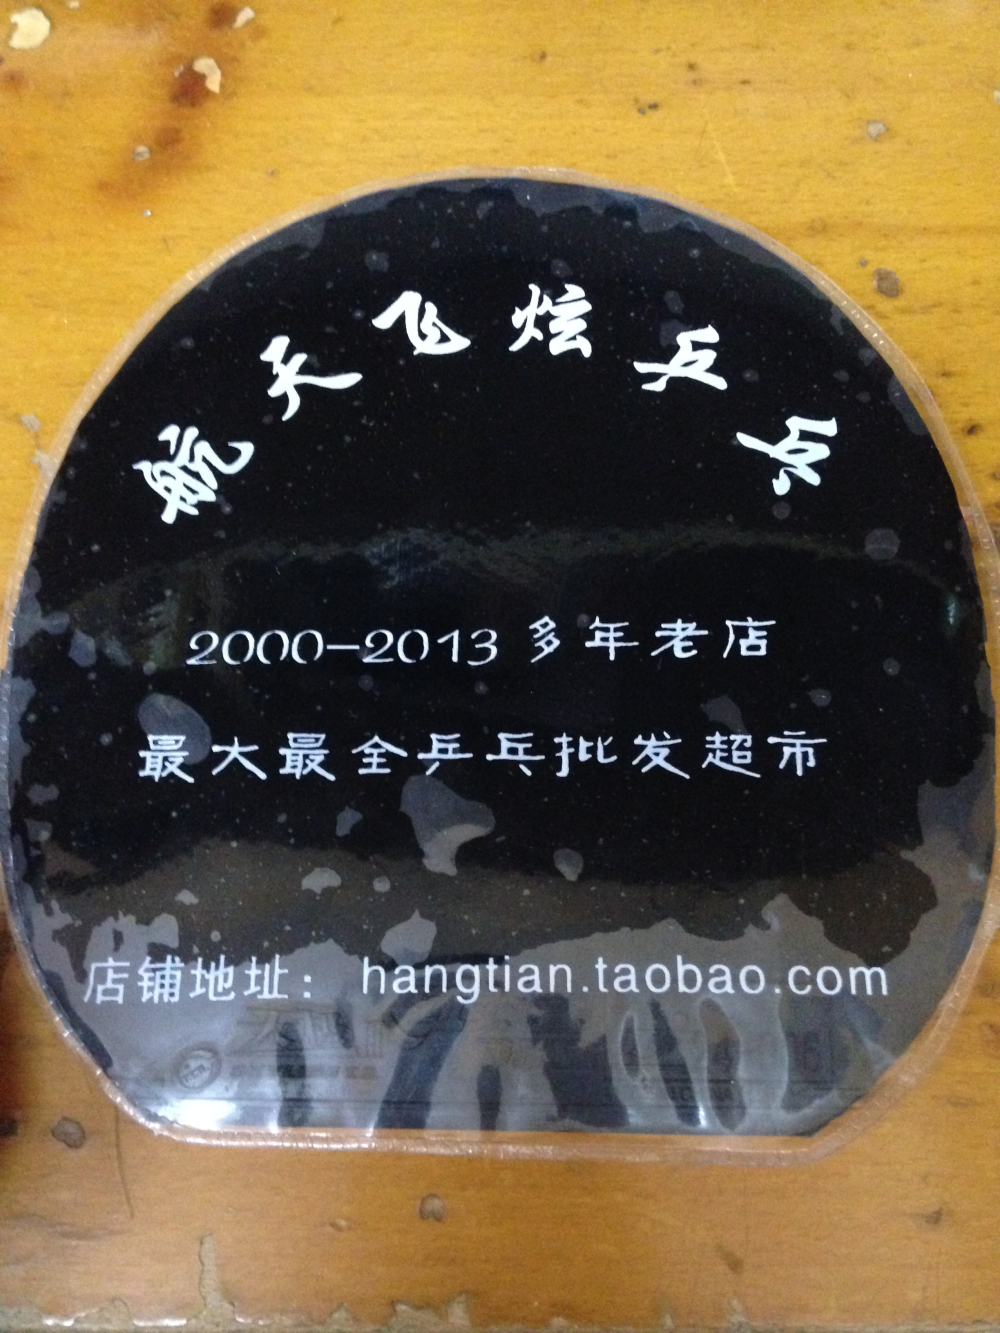 航天飞炫乒乓
2000-2013 多年老店
最大最全乒乓批发超市
店铺地址： hangtian.taobao.com